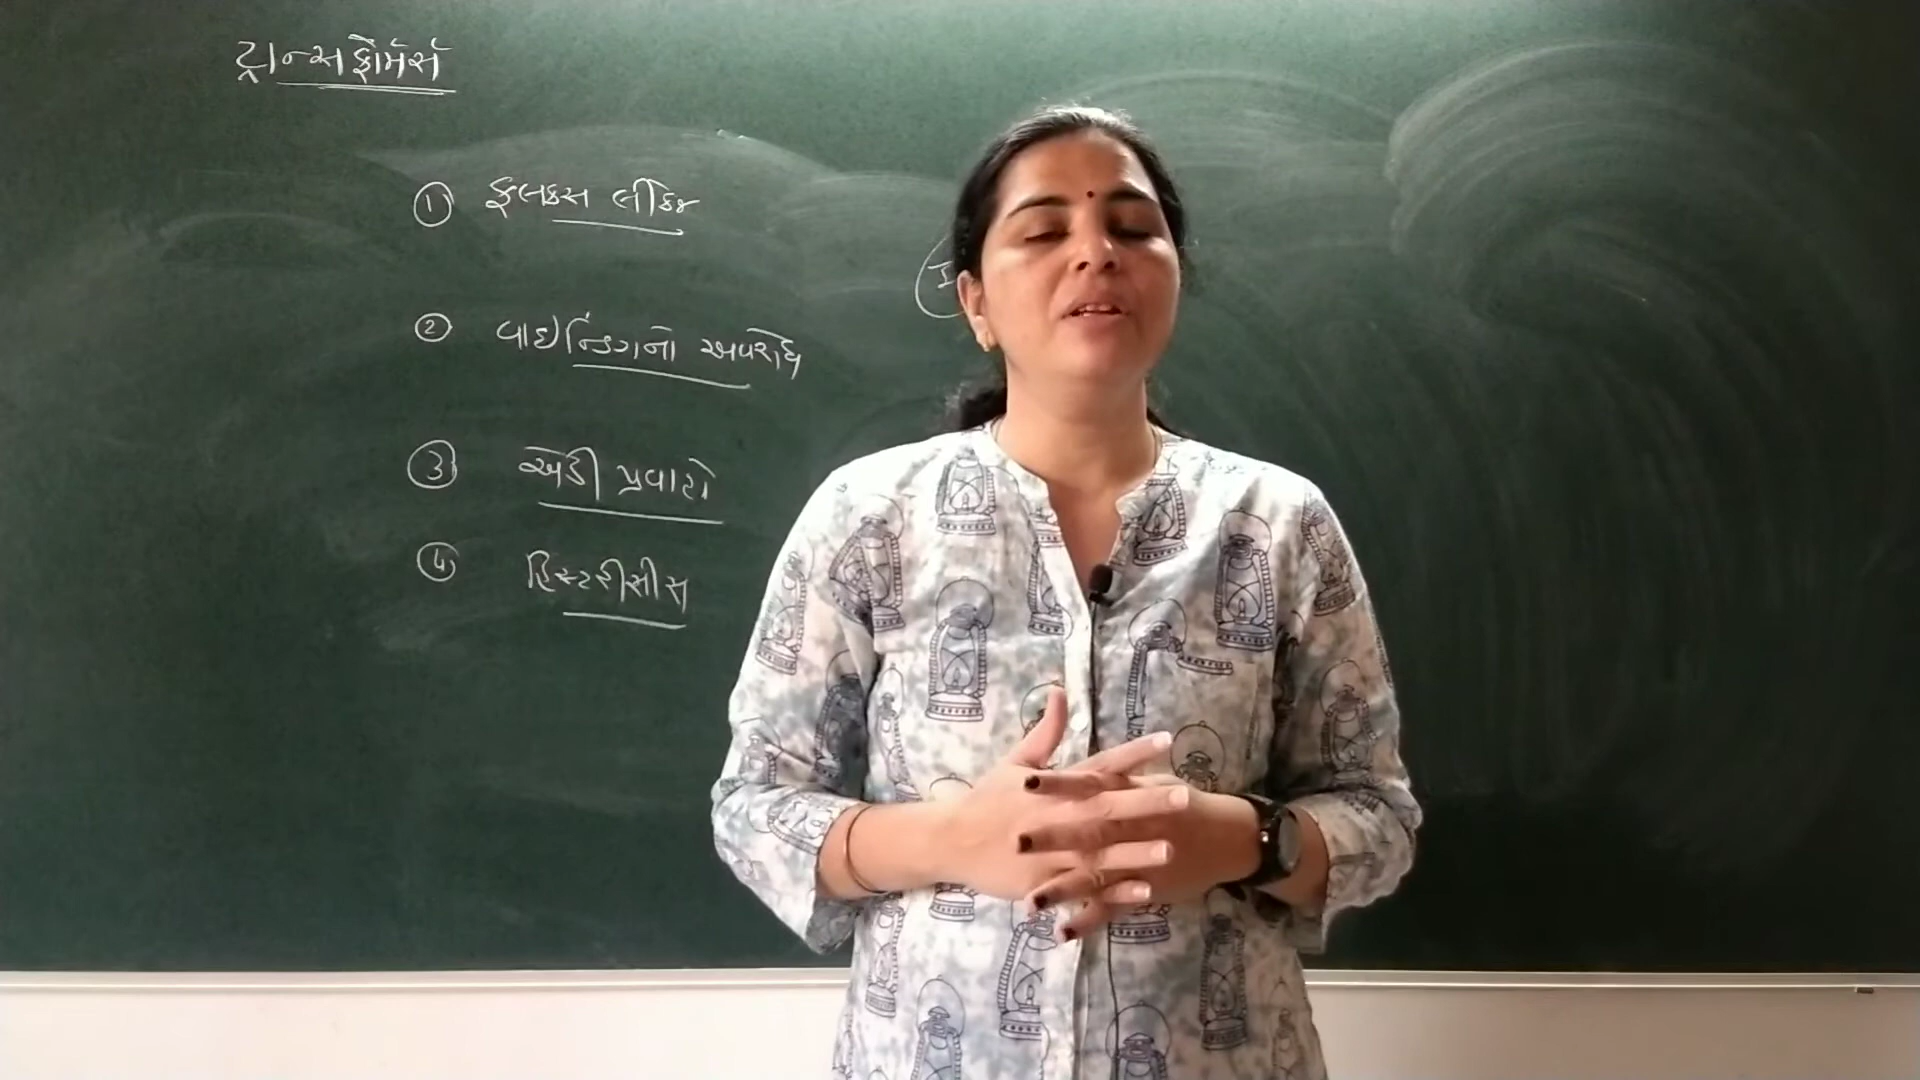 ટ્રાન્સફોર્મર્સ
① ફ્લક્સ લીકેજ
② વાઇન્ડિંગનો અવરોધ
③ એડી પ્રવાહો
④ હિસ્ટરીસીસ